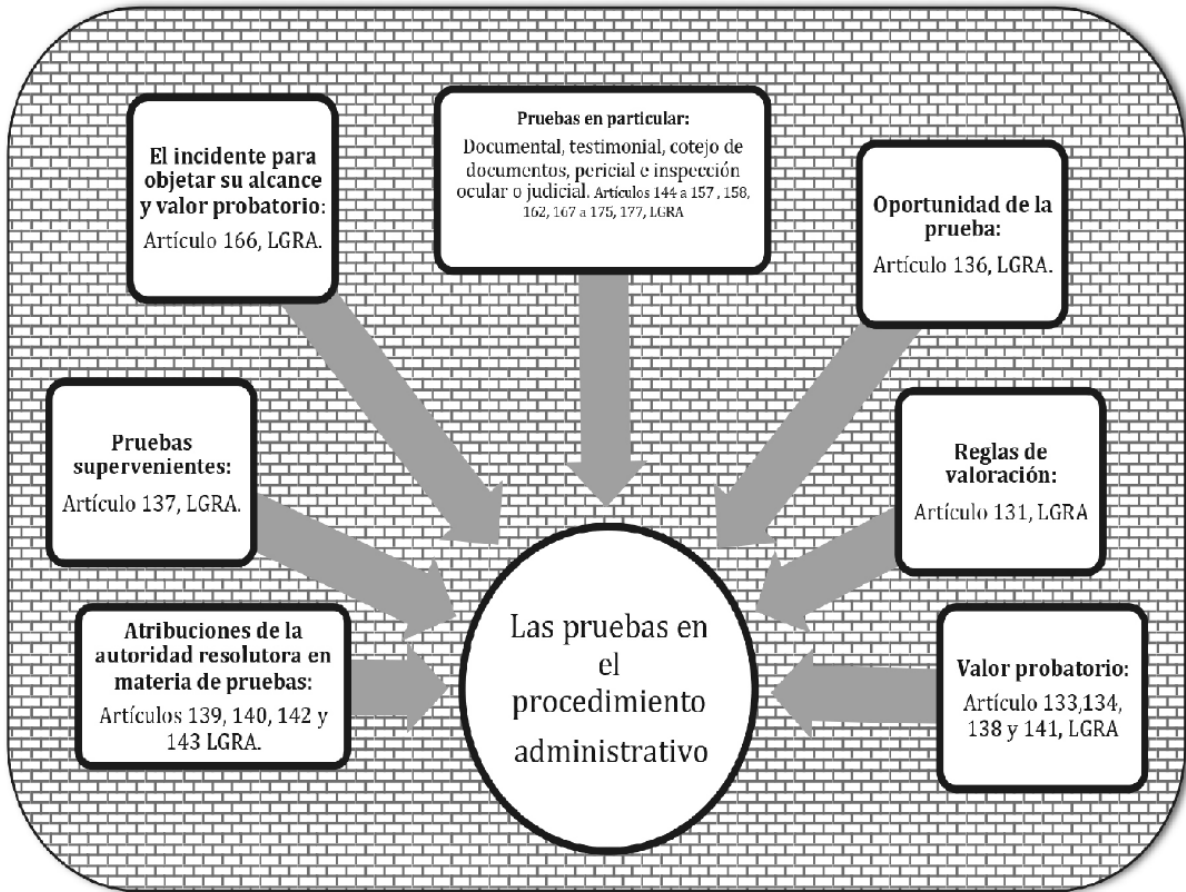 El incidente para
objetar su alcance
y valor probatorio:
Artículo 166, LGRA.
Pruebas en particular:
Documental, testimonial, cotejo de
documentos, pericial e inspección
ocular o judicial. Artículos 144 a 157 , 158,
162, 167 a 175, 177, LGRA
Oportunidad de la
prueba:
Artículo 136, LGRA.
Pruebas
supervenientes:
Artículo 137, LGRA.
Reglas de
valoración:
Artículo 131, LGRA
Atribuciones de la
autoridad resolutora en
materia de pruebas:
Artículos 139, 140, 142 y
143 LGRA.
Valor probatorio:
Artículo 133,134,
138 y 141, LGRA
Las pruebas en
el
procedimiento
administrativo